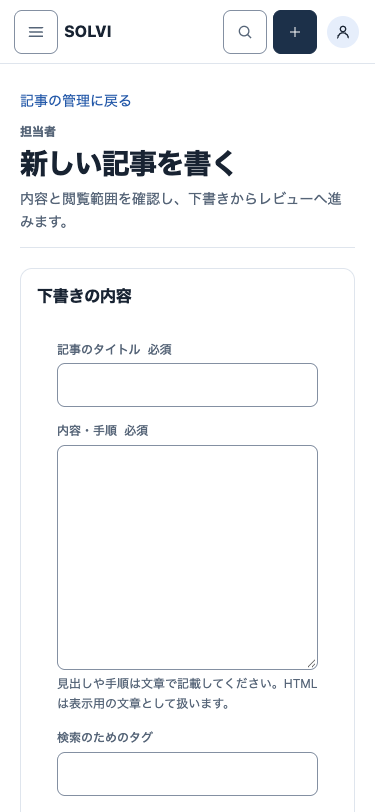 SOLVI
記事の管理に戻る
担当者
新しい記事を書く
内容と閲覧範囲を確認し、下書きからレビューへ進
みます。
下書きの内容
記事のタイトル 必須
内容・手順 必須
見出しや手順は文章で記載してください。HTML
は表示用の文章として扱います。
検索のためのタグ